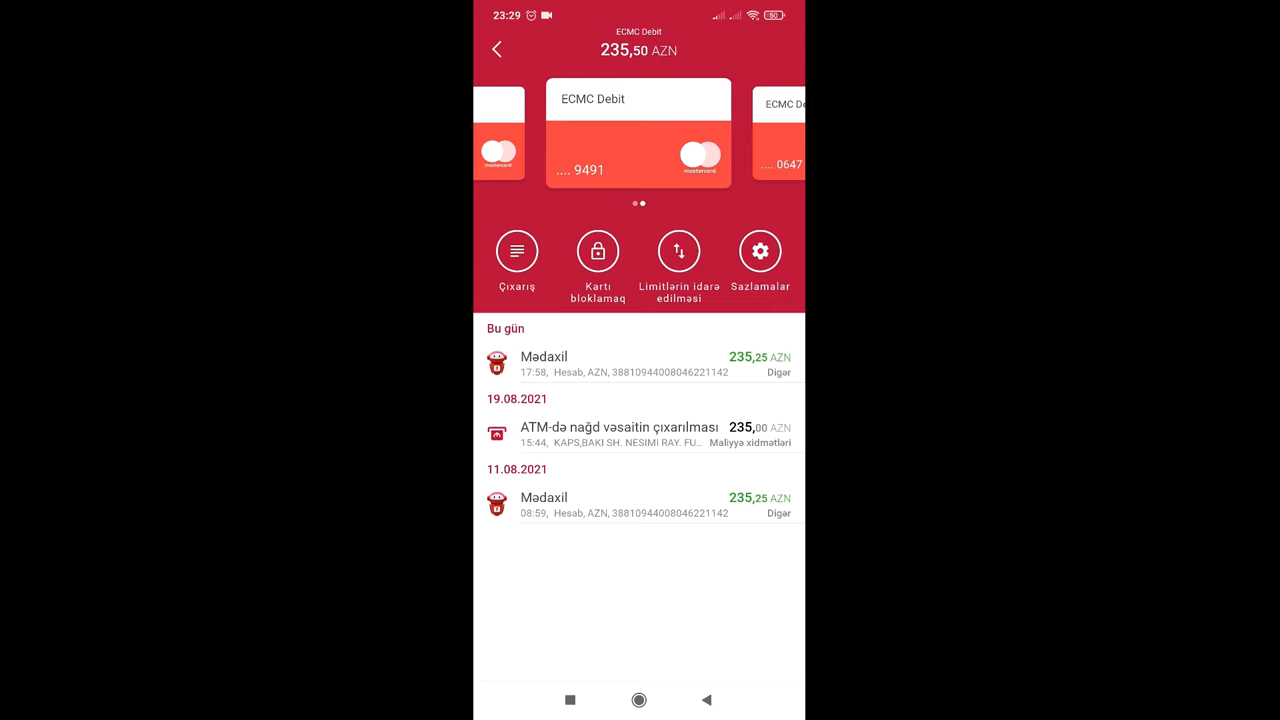 23:29
50
ECMC Debit
235,50 AZN
ECMC Debit
ECMC De
mastercard
.... 9491
mastercard
.... 0647
Çıxarış
Kartı
bloklamaq
Limitlərin idarə
edilməsi
Sazlamalar
Bu gün
Mədaxil
235,25 AZN
17:58, Hesab, AZN, 38810944008046221142
Digər
19.08.2021
ATM-də nağd vəsaitin çıxarılması
235,00 AZN
15:44, KAPS,BAKI SH. NESIMI RAY. FU...
Maliyyə xidmətləri
11.08.2021
Mədaxil
235,25 AZN
08:59, Hesab, AZN, 38810944008046221142
Digər